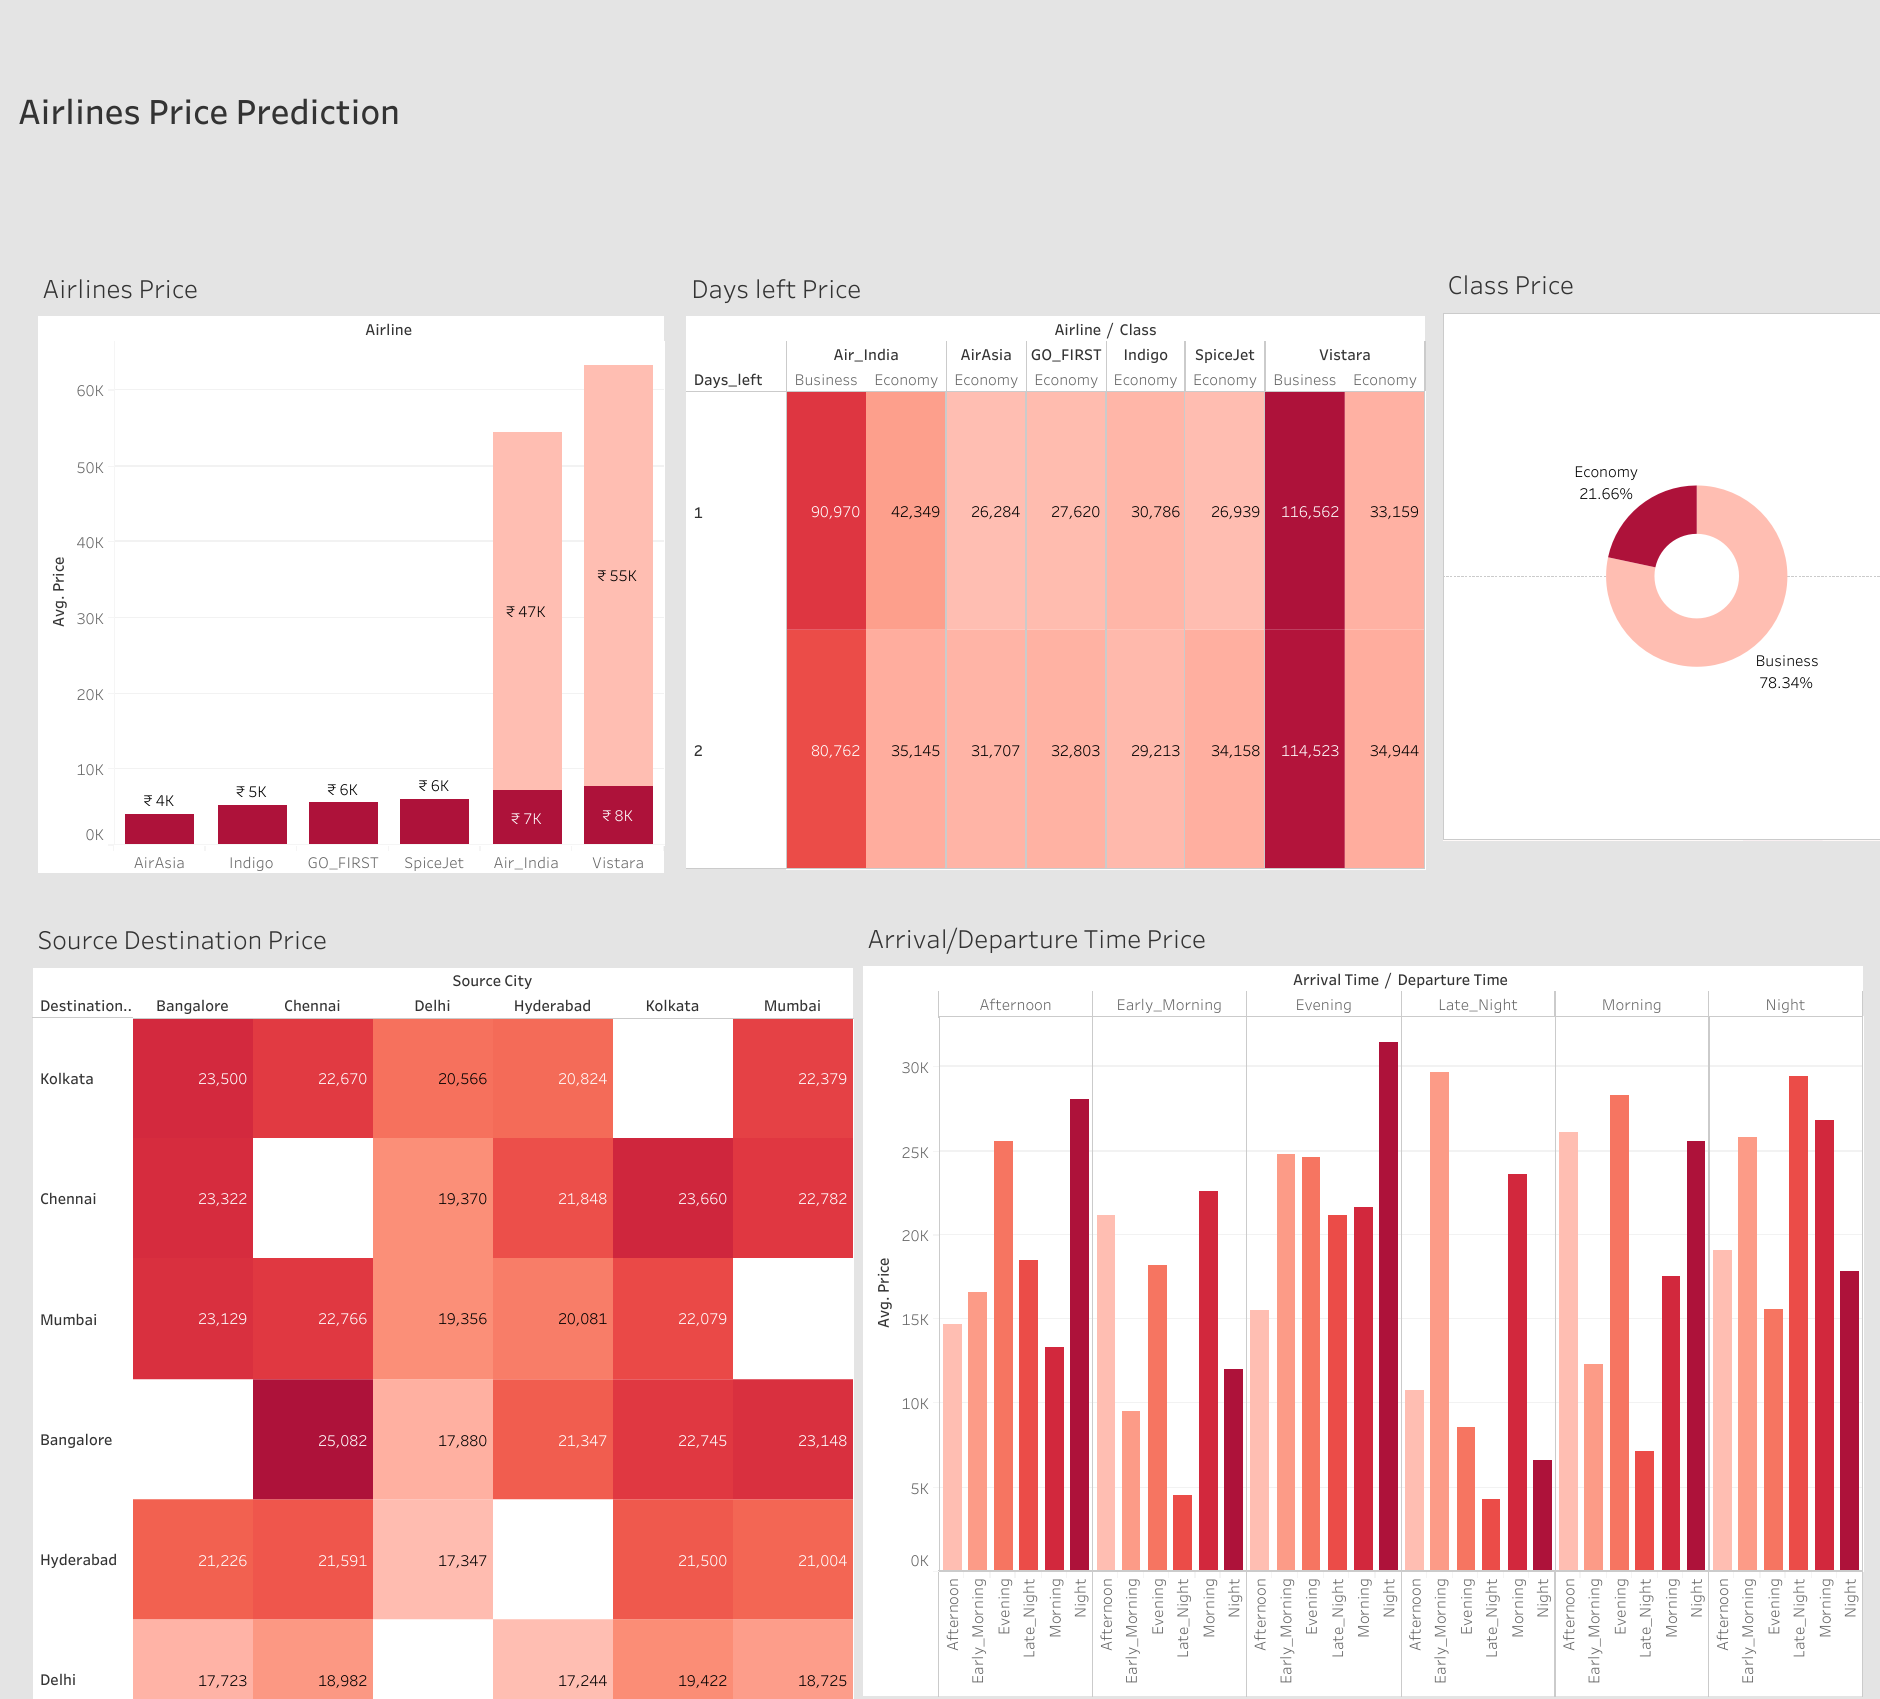 Airlines Price Prediction
Airlines Price
Airline
Avg. Price
60K
50K
40K
30K
20K
10K
0K
₹ 4K
₹ 5K
₹ 6K
₹ 6K
₹ 47K
₹ 7K
₹ 55K
₹ 8K
AirAsia Indigo GO_FIRST SpiceJet Air_India Vistara
Days left Price
Airline / Class
Air_India AirAsia GO_FIRST Indigo SpiceJet Vistara
Days_left Business Economy Economy Economy Economy Economy Business Economy
1 90,970 42,349 26,284 27,620 30,786 26,939 116,562 33,159
2 80,762 35,145 31,707 32,803 29,213 34,158 114,523 34,944
Class Price
Economy
21.66%
Business
78.34%
Source Destination Price
Source City
Destination.. Bangalore Chennai Delhi Hyderabad Kolkata Mumbai
Kolkata 23,500 22,670 20,566 20,824 22,379
Chennai 23,322 19,370 21,848 23,660 22,782
Mumbai 23,129 22,766 19,356 20,081 22,079
Bangalore 25,082 17,880 21,347 22,745 23,148
Hyderabad 21,226 21,591 17,347 21,500 21,004
Delhi 17,723 18,982 17,244 19,422 18,725
Arrival/Departure Time Price
Arrival Time / Departure Time
Afternoon Early_Morning Evening Late_Night Morning Night
Avg. Price
30K
25K
20K
15K
10K
5K
0K
Afternoon Early_Morning Evening Late_Night Morning Night Afternoon Early_Morning Evening Late_Night Morning Night Afternoon Early_Morning Evening Late_Night Morning Night Afternoon Early_Morning Evening Late_Night Morning Night Afternoon Early_Morning Evening Late_Night Morning Night Afternoon Early_Morning Evening Late_Night Morning Night